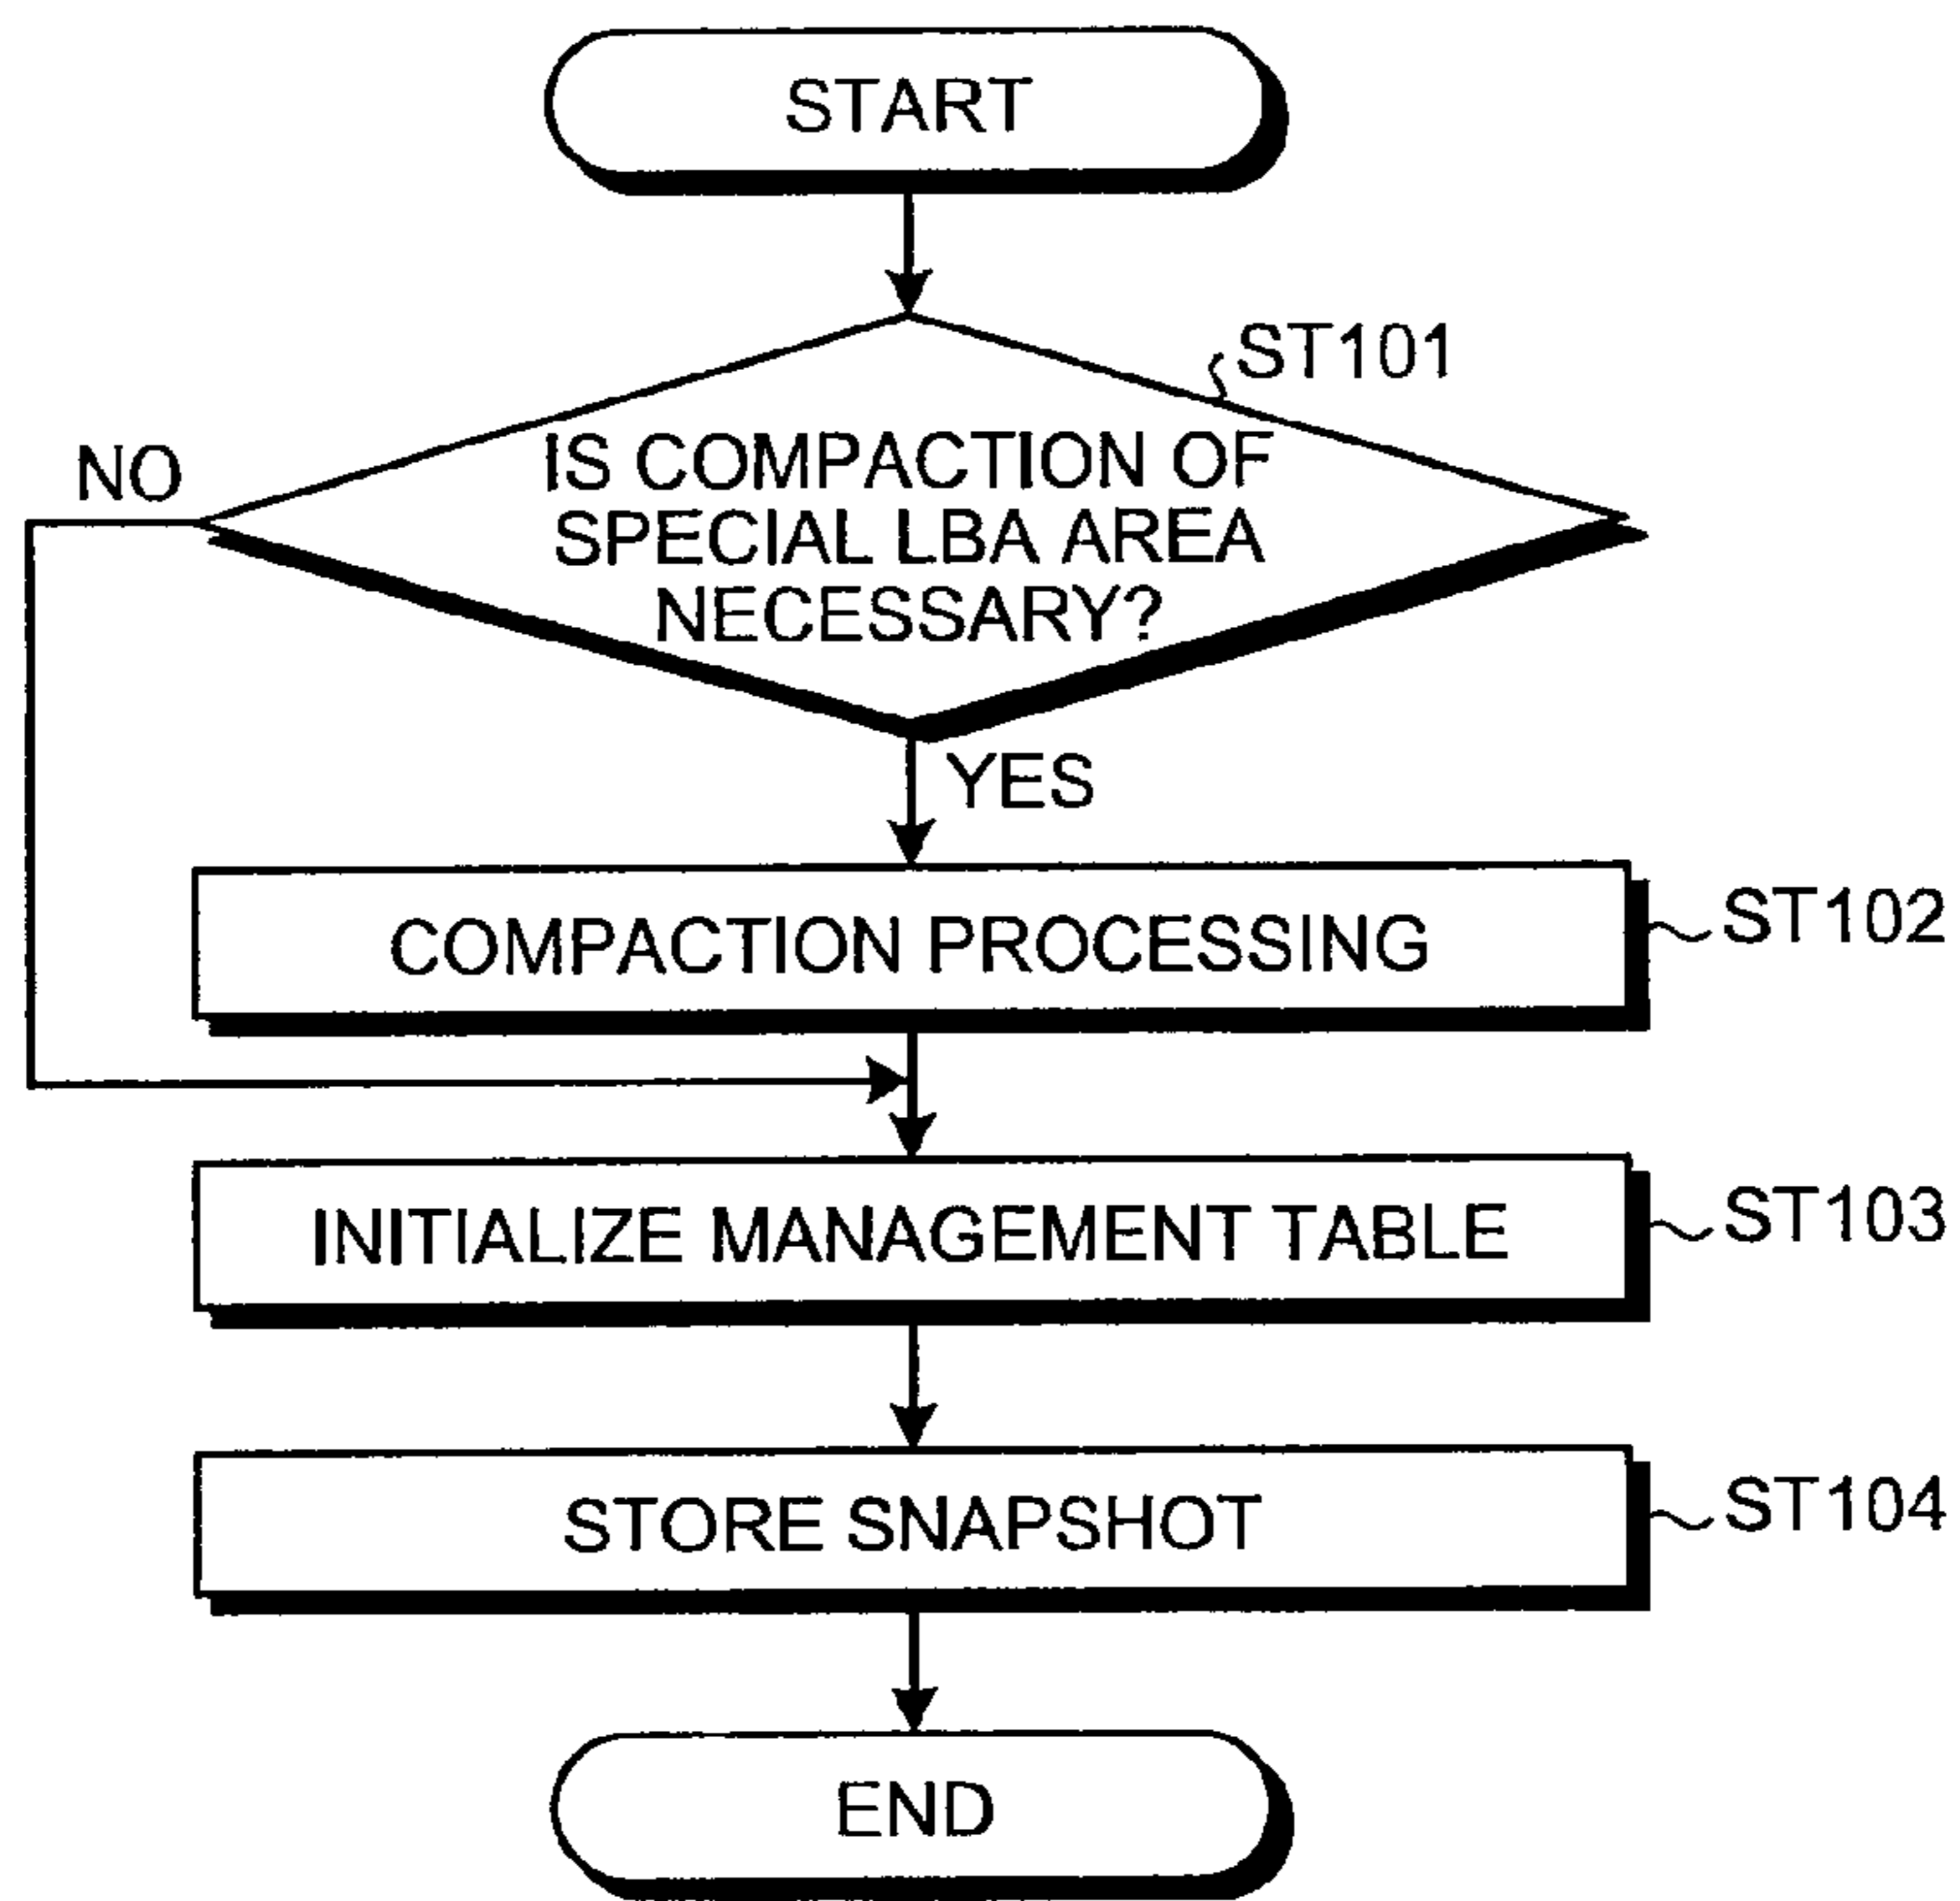 START
ST101
NO
IS COMPACTION OF
SPECIAL LBA AREA
NECESSARY?
YES
COMPACTION PROCESSING
ST102
INITIALIZE MANAGEMENT TABLE
ST103
STORE SNAPSHOT
ST104
END